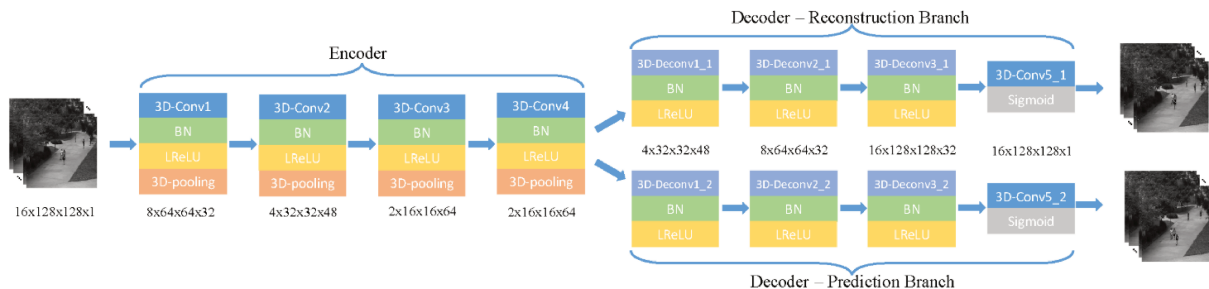 Decoder – Reconstruction Branch
Encoder
3D-Conv1
BN
LReLU
3D-pooling
3D-Conv2
BN
LReLU
3D-pooling
3D-Conv3
BN
LReLU
3D-pooling
3D-Conv4
BN
LReLU
3D-pooling
16x128x128x1
8x64x64x32
4x32x32x48
2x16x16x64
2x16x16x64
3D-Deconv1_1
BN
LReLU
3D-Deconv2_1
BN
LReLU
3D-Deconv3_1
BN
LReLU
3D-Conv5_1
Sigmoid
4x32x32x48
8x64x64x32
16x128x128x32
16x128x128x1
3D-Deconv1_2
BN
LReLU
3D-Deconv2_2
BN
LReLU
3D-Deconv3_2
BN
LReLU
3D-Conv5_2
Sigmoid
Decoder – Prediction Branch